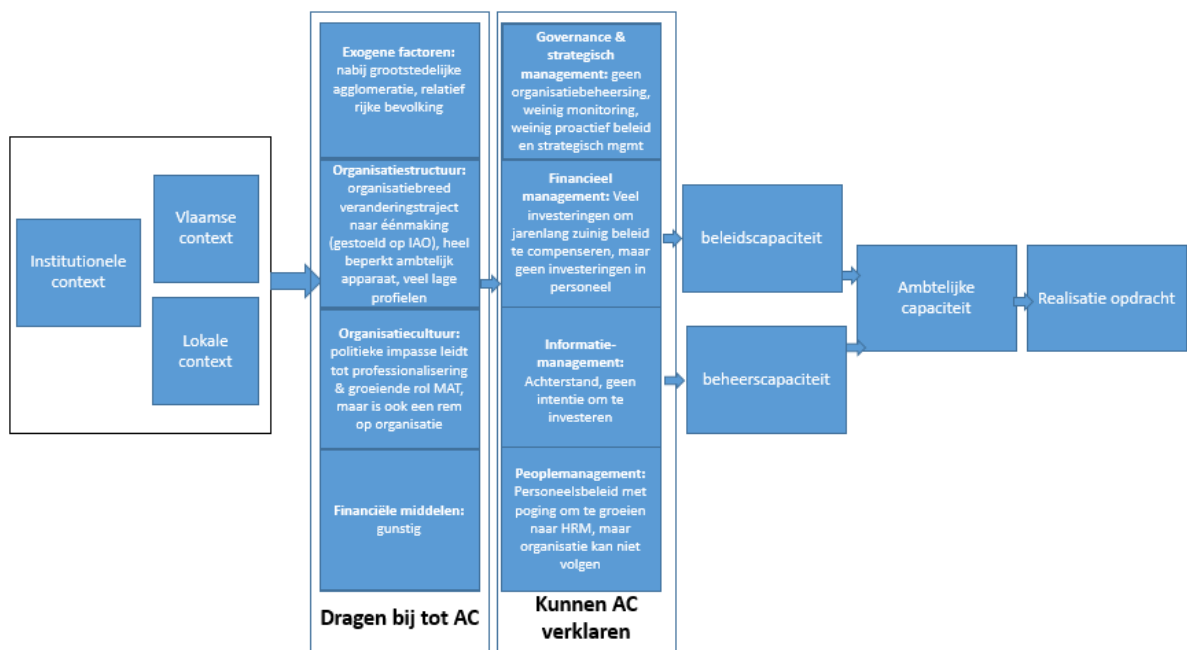 Institutionele
context
Vlaamse
context
Lokale
context
Exogene factoren:
nabij grootstedelijke
agglomeratie, relatief
rijke bevolking
Organisatiestructuur:
organisatiebreed
veranderingstraject
naar éénmaking
(gestoeld op IAO), heel
beperkt ambtelijk
apparaat, veel lage
profielen
Organisatiecultuur:
politieke impasse leidt
tot professionalisering
& groeiende rol MAT,
maar is ook een rem
op organisatie
Financiële middelen:
gunstig
Dragen bij tot AC
Governance &
strategisch
management: geen
organisatiebeheersing,
weinig monitoring,
weinig proactief beleid
en strategisch mgmt
Financieel
management: Veel
investeringen om
jarenlang zuinig beleid
te compenseren, maar
geen investeringen in
personeel
Informatie-
management:
Achterstand, geen
intentie om te
investeren
Peoplemanagement:
Personeelsbeleid met
poging om te groeien
naar HRM, maar
organisatie kan niet
volgen
Kunnen AC
verklaren
beleidscapaciteit
beheerscapaciteit
Ambtelijke
capaciteit
Realisatie opdracht